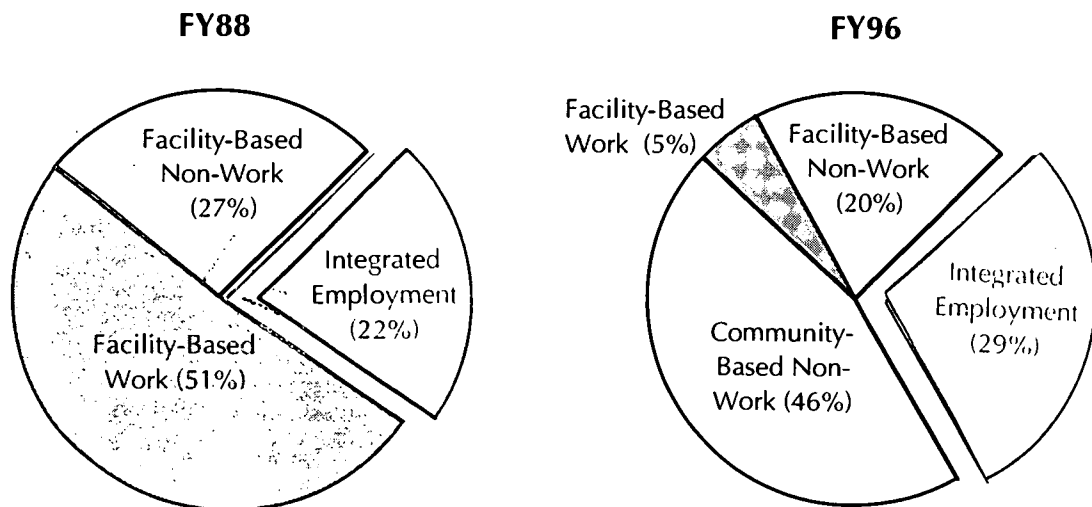 FY88
Facility-Based
Non-Work
(27%)
Integrated
Employment
(22%)
Facility-Based
Work (51%)
FY96
Facility-Based
Work (5%)
Facility-Based
Non-Work
(20%)
Integrated
Employment
(29%)
Community-
Based Non-
Work (46%)